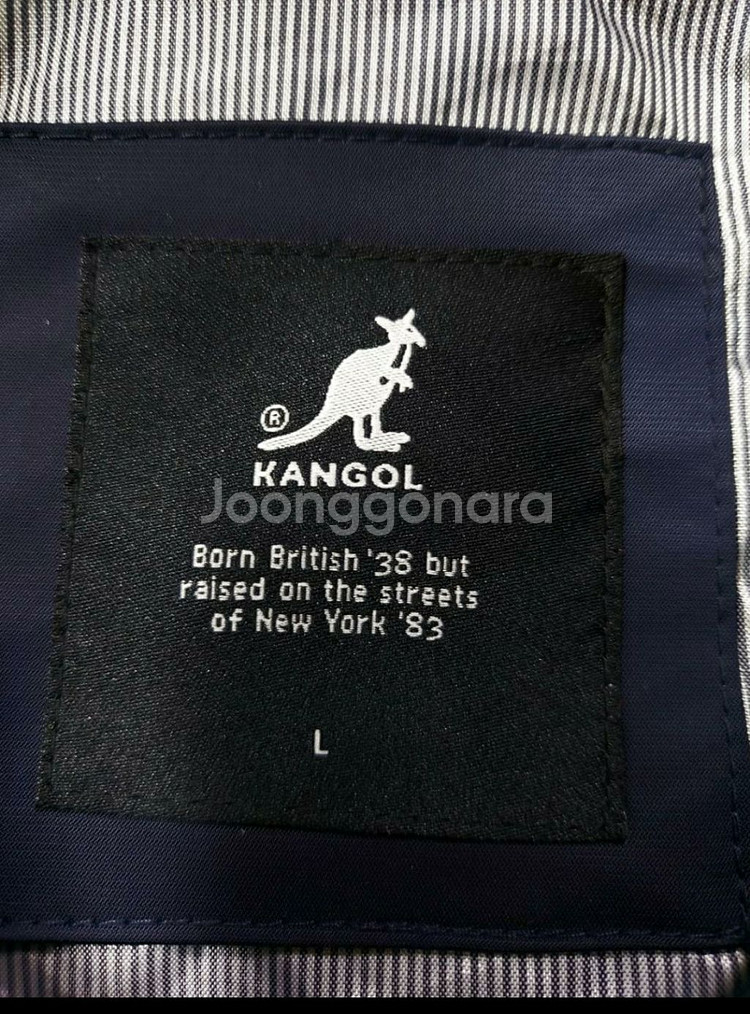 ®
KANGOL
Joonggonara
Born British '38 but
raised on the streets
of New York '83
L